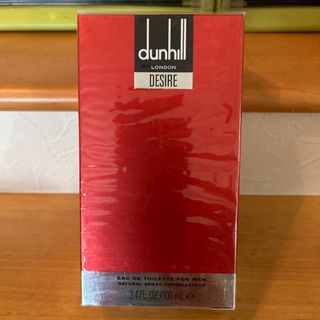 dunhill
LONDON
DESIRE
EAU DE TOILETTE FOR MEN
NATURAL SPRAY VAPORISATEUR
3.4 FL. OZ/100 mL ℮